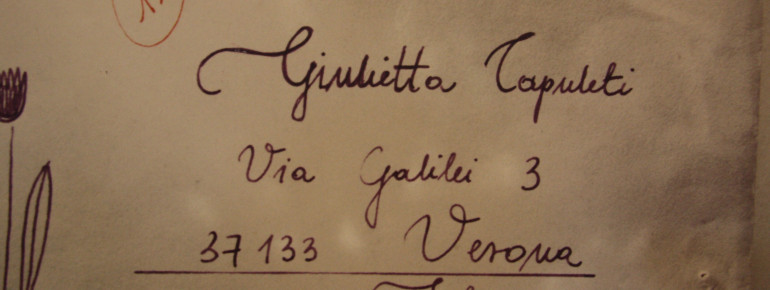 Giulietta Capuleti
Via Galilei 3
37133 Verona